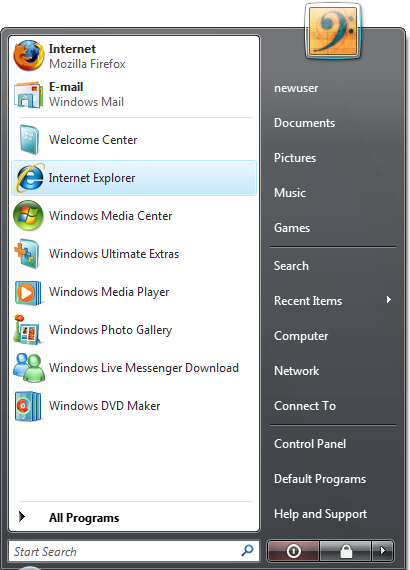 Internet
Mozilla Firefox
E-mail
Windows Mail
Welcome Center
Internet Explorer
Windows Media Center
Windows Ultimate Extras
Windows Media Player
Windows Photo Gallery
Windows Live Messenger Download
Windows DVD Maker
All Programs
Start Search
newuser
Documents
Pictures
Music
Games
Search
Recent Items
Computer
Network
Connect To
Control Panel
Default Programs
Help and Support